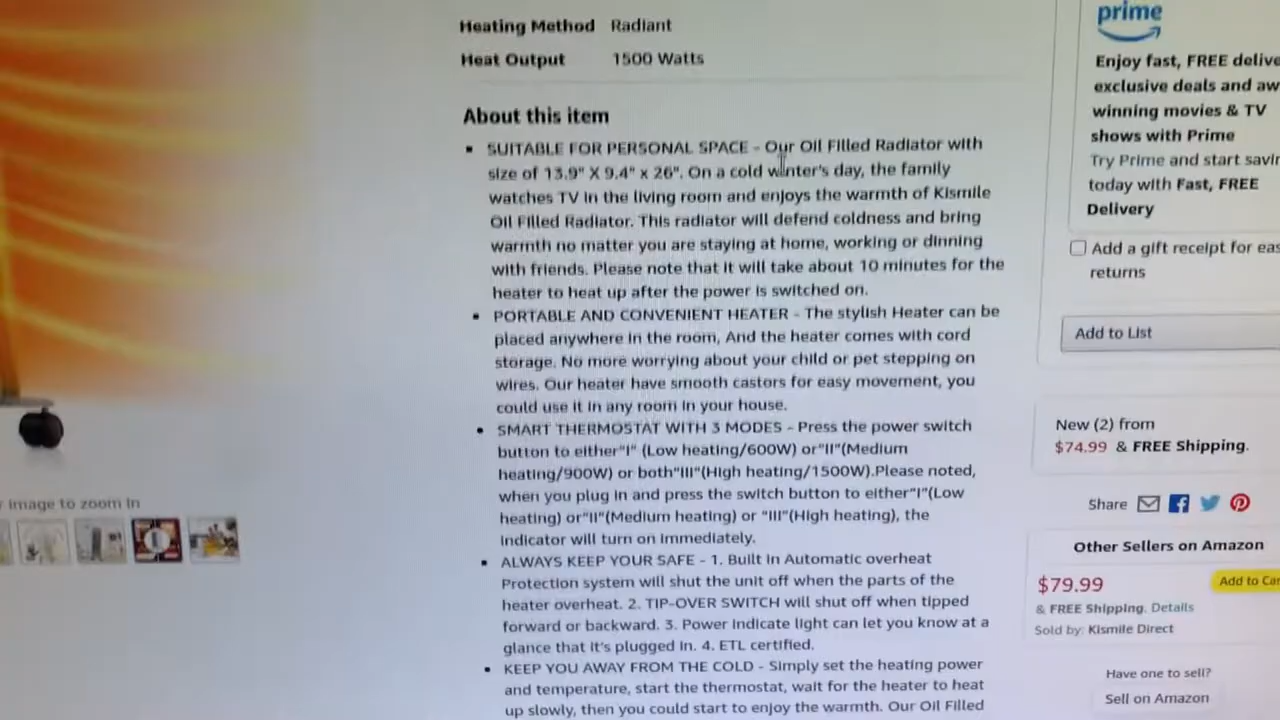 Heating Method Radiant
Heat Output 1500 Watts
About this item
SUITABLE FOR PERSONAL SPACE - Our Oil Filled Radiator with
size of 13.9" X 9.4" x 26". On a cold winter's day, the family
watches TV in the living room and enjoys the warmth of Kismile
Oil Filled Radiator. This radiator will defend coldness and bring
warmth no matter you are staying at home, working or dinning
with friends. Please note that it will take about 10 minutes for the
heater to heat up after the power is switched on.
PORTABLE AND CONVENIENT HEATER - The stylish Heater can be
placed anywhere in the room, And the heater comes with cord
storage. No more worrying about your child or pet stepping on
wires. Our heater have smooth castors for easy movement, you
could use it in any room in your house.
SMART THERMOSTAT WITH 3 MODES - Press the power switch
button to either"I" (Low heating/600W) or"II"(Medium
heating/900W) or both"III"(High heating/1500W).Please noted,
when you plug in and press the switch button to either"I"(Low
heating) or"II"(Medium heating) or "III"(High heating), the
indicator will turn on immediately.
ALWAYS KEEP YOUR SAFE - 1. Built in Automatic overheat
Protection system will shut the unit off when the parts of the
heater overheat. 2. TIP-OVER SWITCH will shut off when tipped
forward or backward. 3. Power indicate light can let you know at a
glance that it's plugged in. 4. ETL certified.
KEEP YOU AWAY FROM THE COLD - Simply set the heating power
and temperature, start the thermostat, wait for the heater to heat
up slowly, then you could start to enjoy the warmth. Our Oil Filled
image to zoom in
prime
Enjoy fast, FREE delive
exclusive deals and aw
winning movies & TV
shows with Prime
Try Prime and start savin
today with Fast, FREE
Delivery
Add a gift receipt for eas
returns
Add to List
New (2) from
$74.99 & FREE Shipping.
Share
Other Sellers on Amazon
$79.99 Add to Car
& FREE Shipping. Details
Sold by: Kismile Direct
Have one to sell?
Sell on Amazon